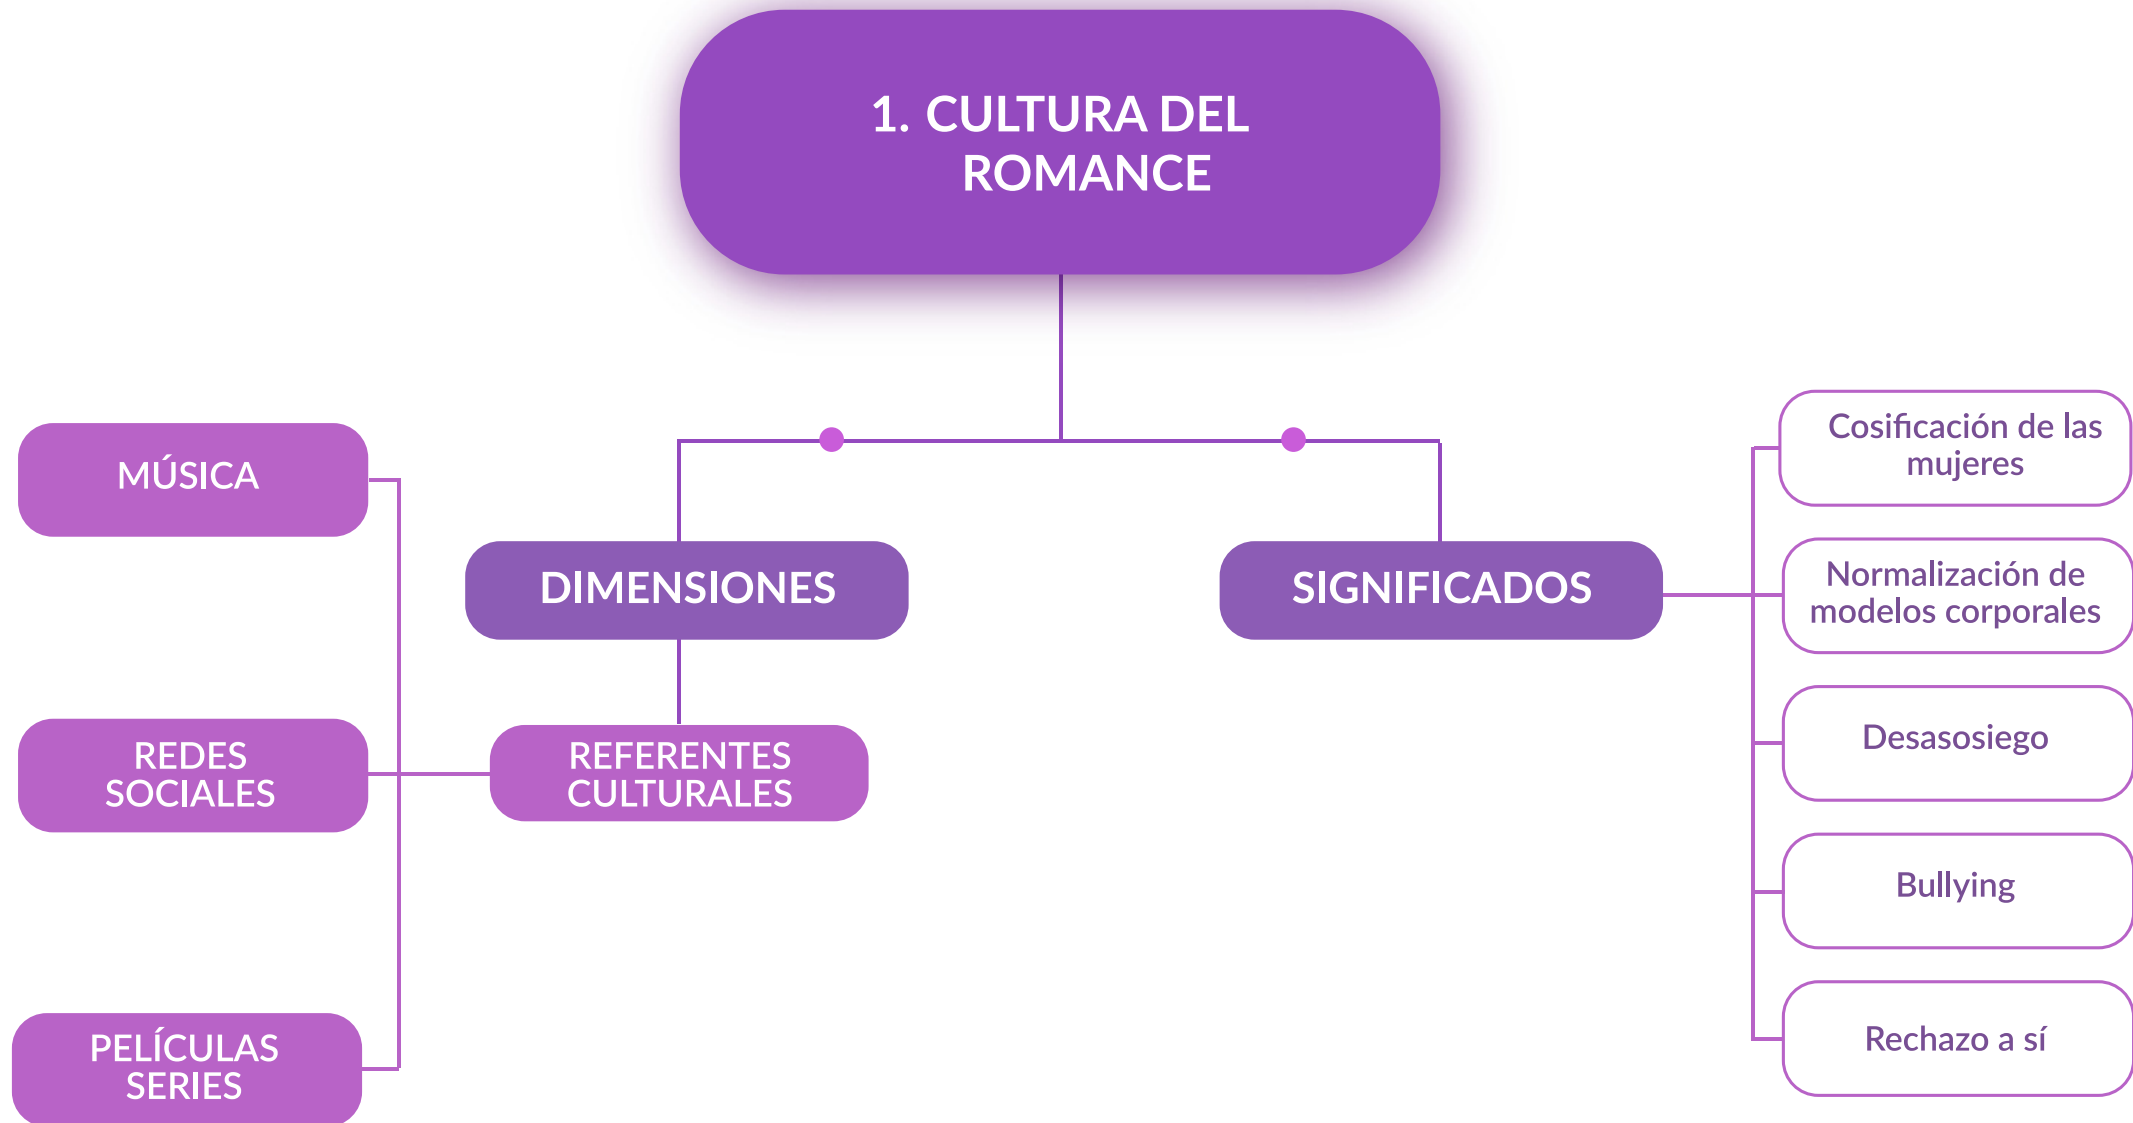 1. CULTURA DEL
ROMANCE
MÚSICA
REDES
SOCIALES
PELÍCULAS
SERIES
DIMENSIONES
REFERENTES
CULTURALES
SIGNIFICADOS
Cosificación de las
mujeres
Normalización de
modelos corporales
Desasosiego
Bullying
Rechazo a sí